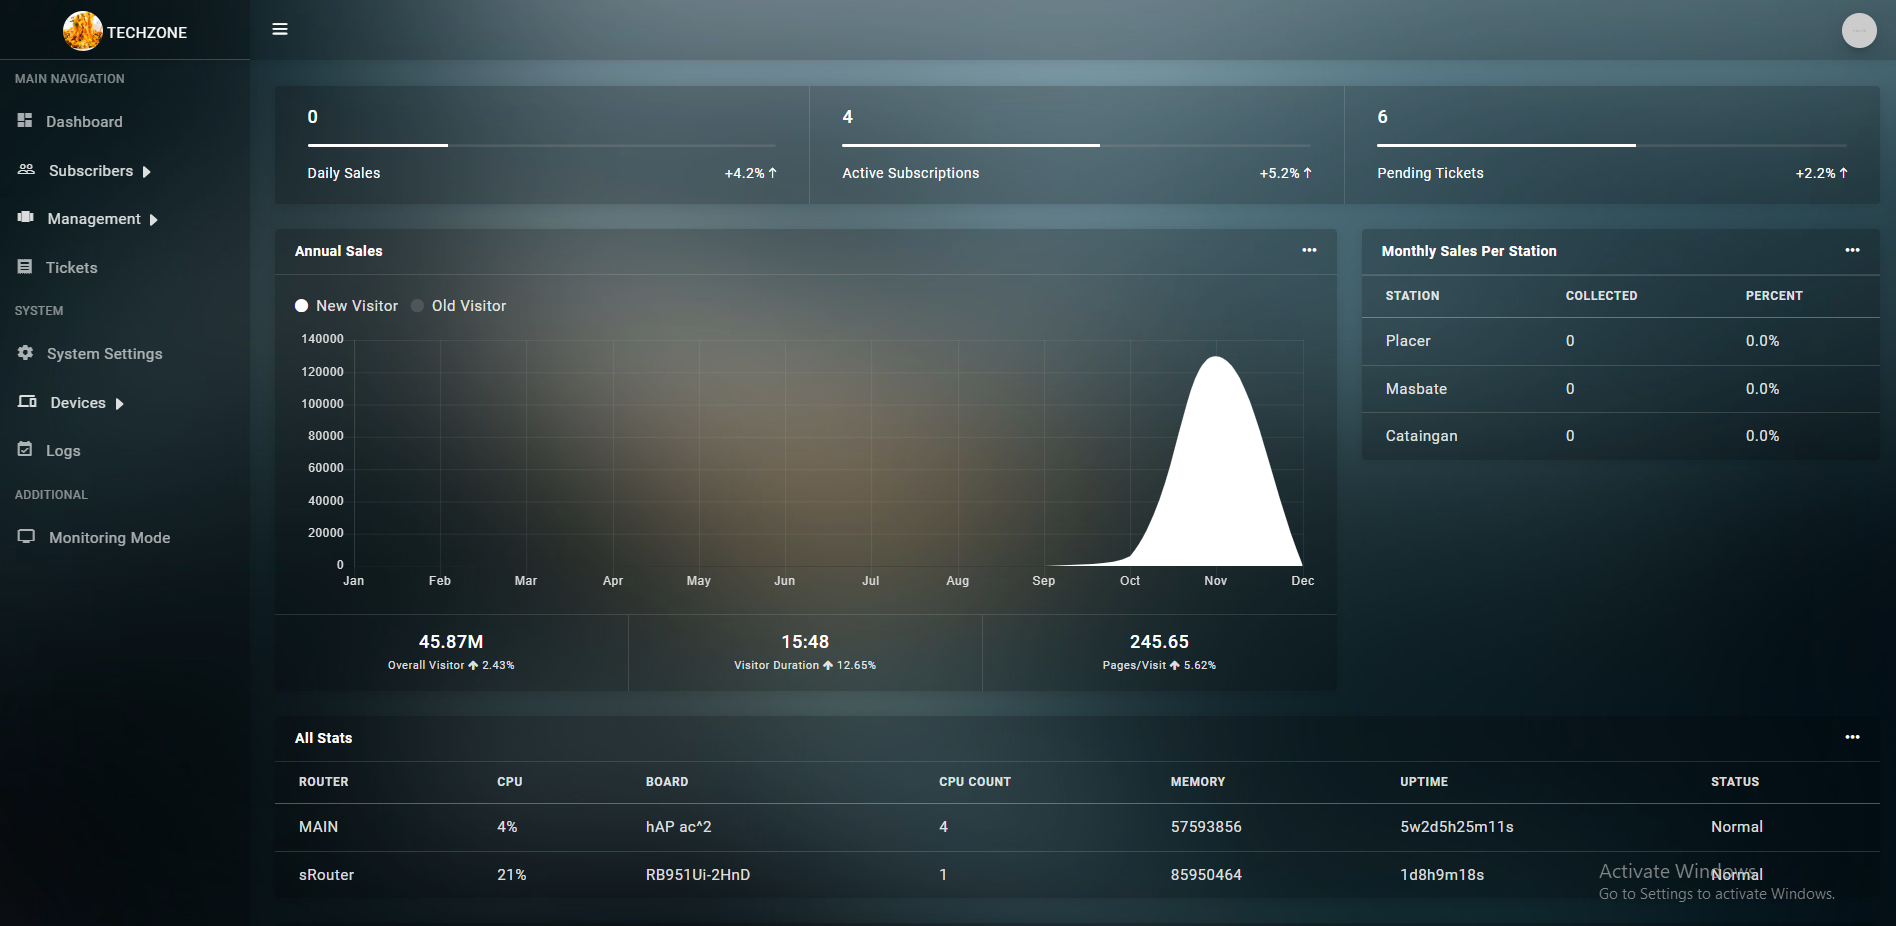 TECHZONE
MAIN NAVIGATION
Dashboard
Subscribers
Management
Tickets
SYSTEM
System Settings
Devices
Logs
ADDITIONAL
Monitoring Mode
0
Daily Sales +4.2%
4
Active Subscriptions +5.2%
6
Pending Tickets +2.2%
Annual Sales
New Visitor Old Visitor
140000
120000
100000
80000
60000
40000
20000
0
Jan Feb Mar Apr May Jun Jul Aug Sep Oct Nov Dec
45.87M
Overall Visitor 2.43%
15:48
Visitor Duration 12.65%
245.65
Pages/Visit 5.62%
Monthly Sales Per Station
STATION COLLECTED PERCENT
Placer 0 0.0%
Masbate 0 0.0%
Cataingan 0 0.0%
All Stats
ROUTER CPU BOARD CPU COUNT MEMORY UPTIME STATUS
MAIN 4% hAP ac^2 4 57593856 5w2d5h25m11s Normal
sRouter 21% RB951Ui-2HnD 1 85950464 1d8h9m18s Normal
Activate Windows
Go to Settings to activate Windows.